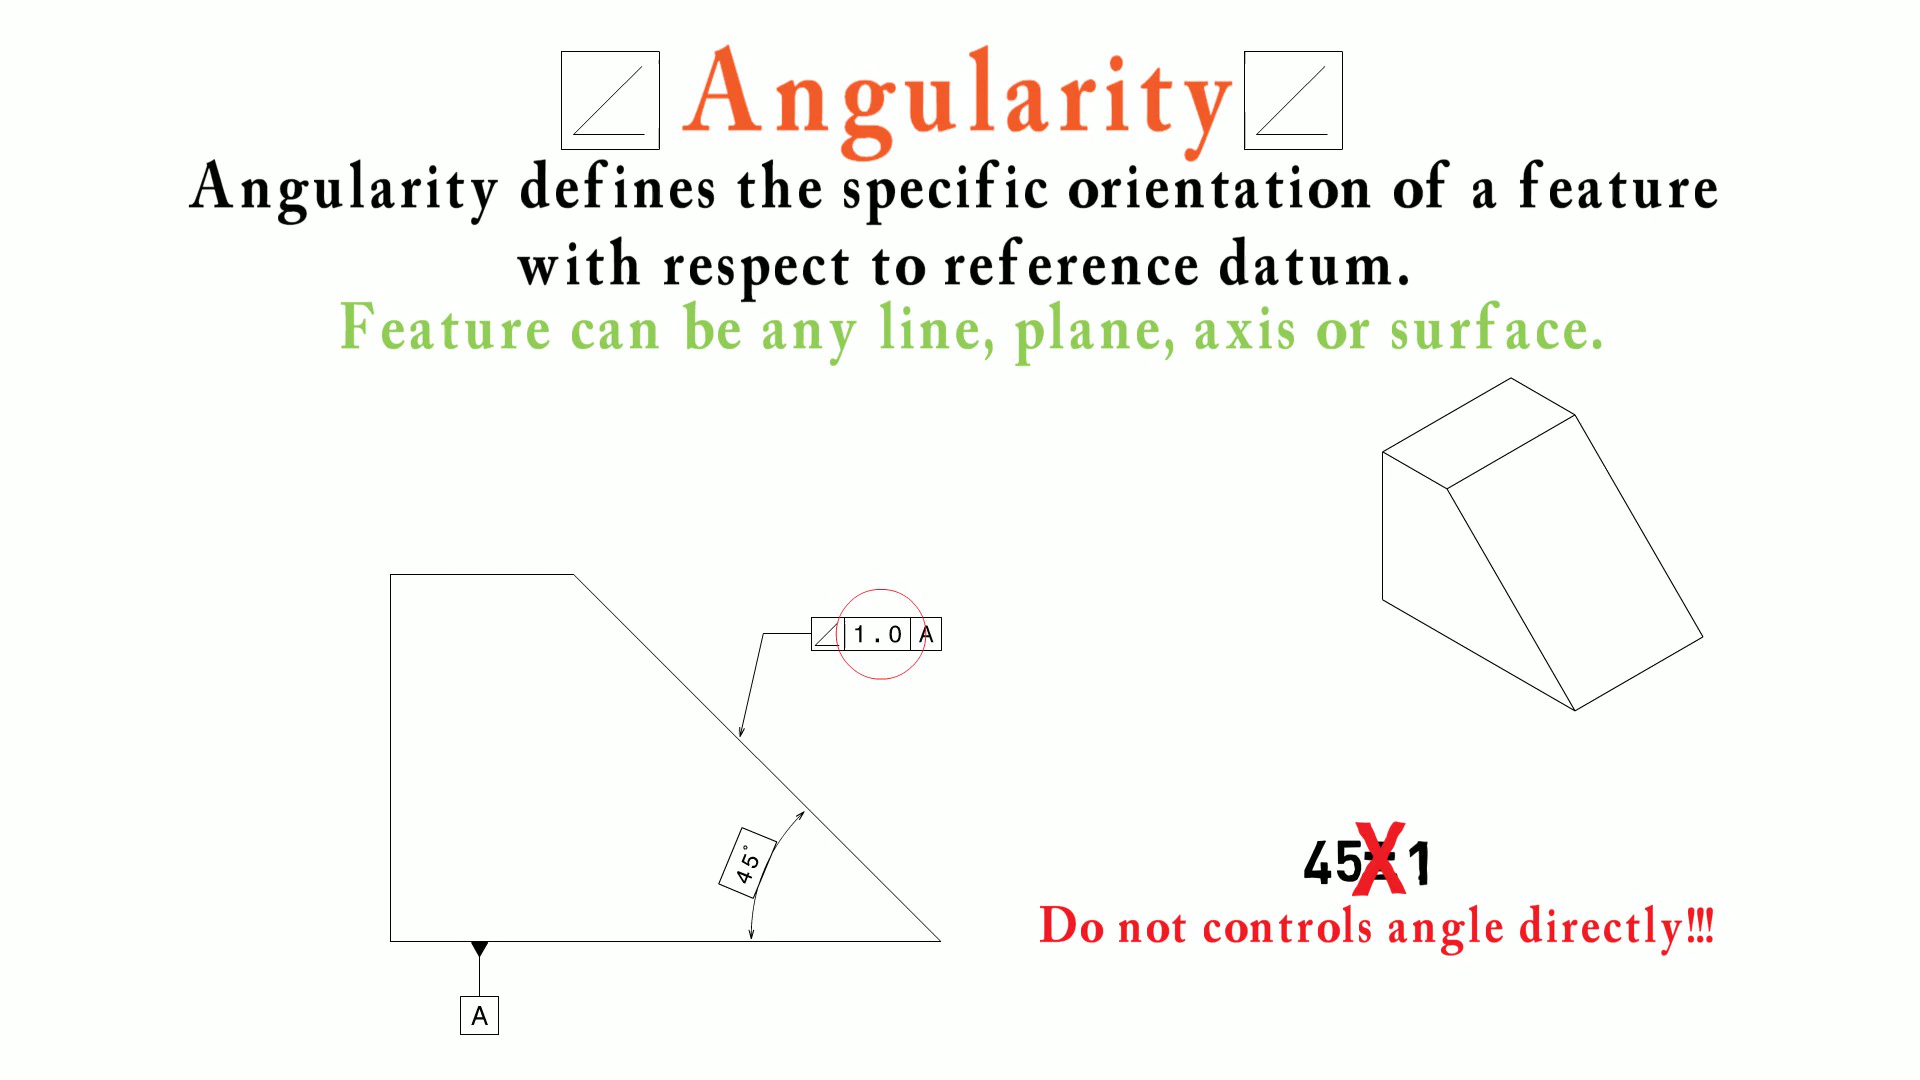 Angularity
Angularity defines the specific orientation of a feature
with respect to reference datum.
Feature can be any line, plane, axis or surface.
1.0 A
45°
45±1
Do not controls angle directly!!!
A